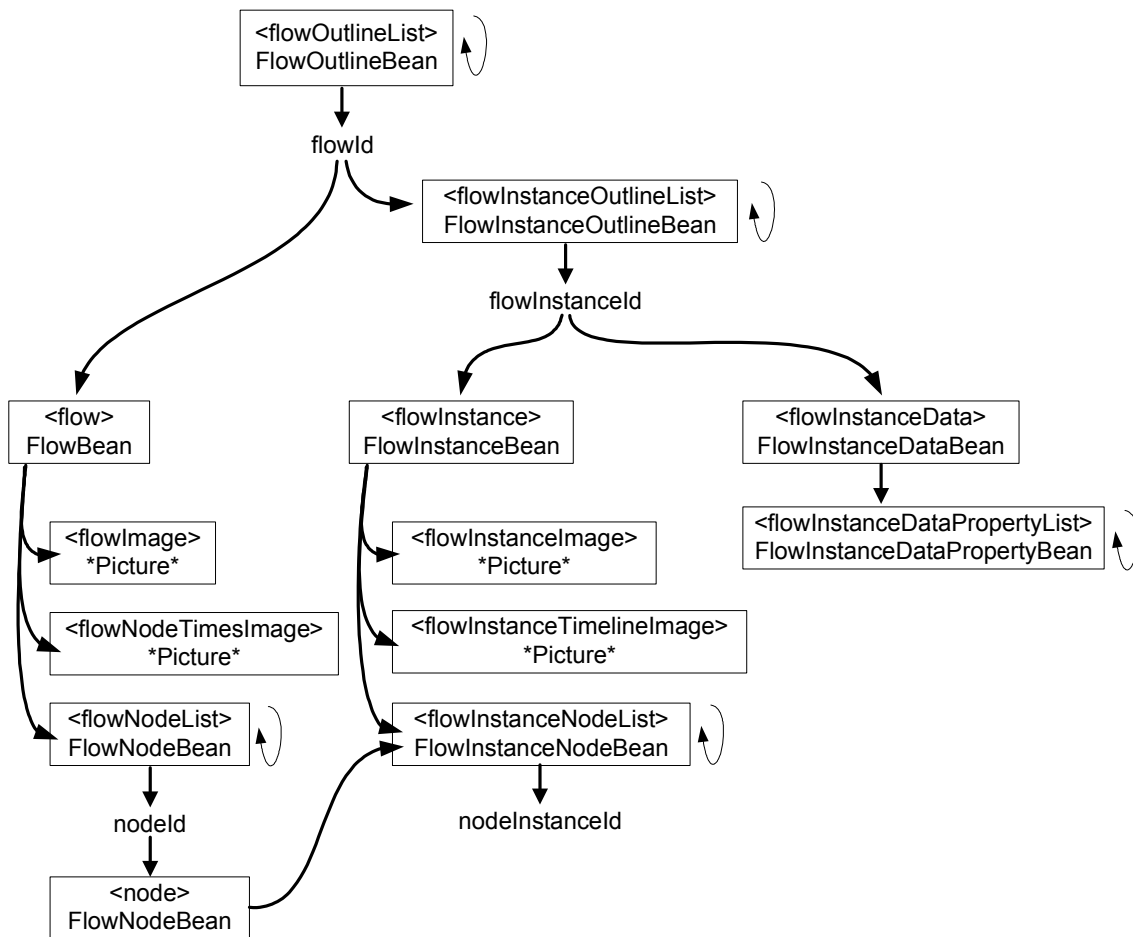 <flowOutlineList>
FlowOutlineBean
flowId
<flowInstanceOutlineList>
FlowInstanceOutlineBean
flowInstanceId
<flow>
FlowBean
<flowInstance>
FlowInstanceBean
<flowInstanceData>
FlowInstanceDataBean
<flowImage>
*Picture*
<flowInstanceImage>
*Picture*
<flowInstanceDataPropertyList>
FlowInstanceDataPropertyBean
<flowNodeTimesImage>
*Picture*
<flowInstanceTimelineImage>
*Picture*
<flowNodeList>
FlowNodeBean
<flowInstanceNodeList>
FlowInstanceNodeBean
nodeId
nodeInstanceId
<node>
FlowNodeBean